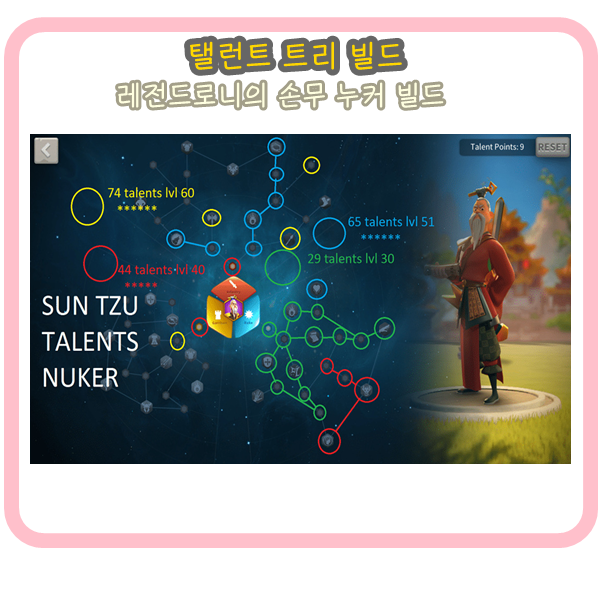 탤런트 트리 빌드
레전드로니의 손무 누커 빌드
Talent Points: 9
RESET
74 talents lvl 60
******
65 talents lvl 51
******
29 talents lvl 30
44 talents lvl 40
*****
SUN TZU
TALENTS
NUKER